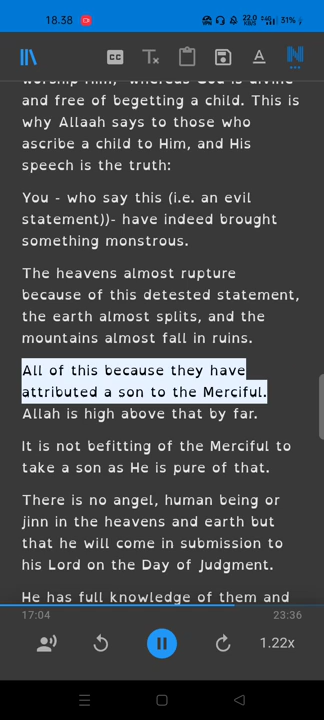 18.38
22.0
51%
CC
A
N
worship Him, whereas God is divine
and free of begetting a child. This is
why Allaah says to those who
ascribe a child to Him, and His
speech is the truth:
You - who say this (i.e. an evil
statement))- have indeed brought
something monstrous.
The heavens almost rupture
because of this detested statement,
the earth almost splits, and the
mountains almost fall in ruins.
All of this because they have
attributed a son to the Merciful.
Allah is high above that by far.
It is not befitting of the Merciful to
take a son as He is pure of that.
There is no angel, human being or
jinn in the heavens and earth but
that he will come in submission to
his Lord on the Day of Judgment.
He has full knowledge of them and
17:04
23:36
1.22x